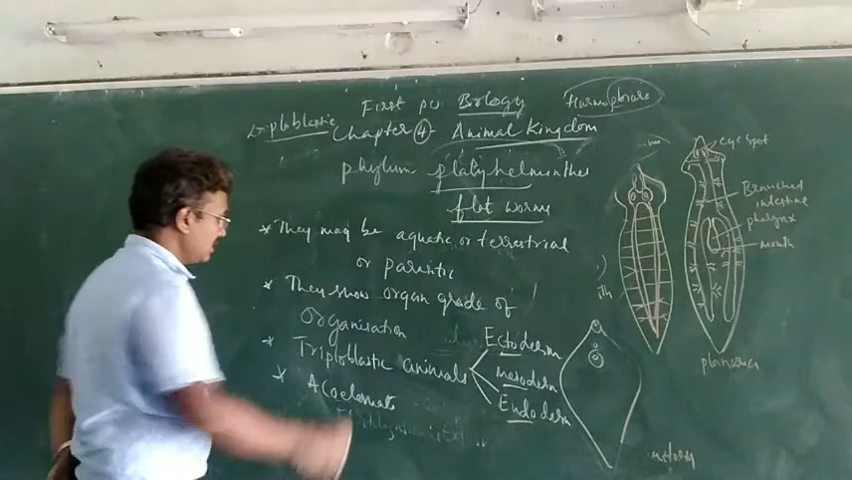 First pu Biology
Triploblastic Chapter 4 - Animal Kingdom
phylum platyhelminthes
flat worms
* They may be aquatic or terrestrial
or parasitic
* They show organ grade of
Organisation
* Triploblastic animals
Ectoderm
mesoderm
Endoderm
* Acoelomate
eye spot
Branched
intestine
pharynx
mouth
planaria